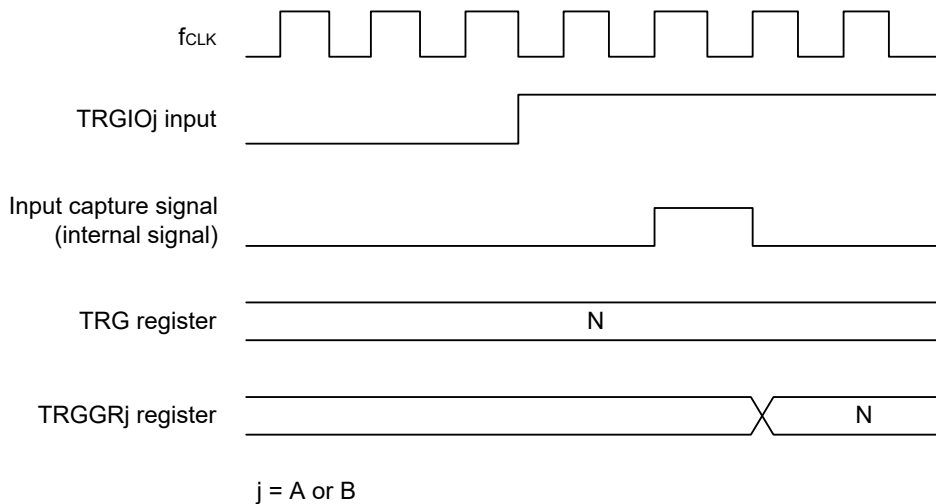 fCLK
TRGIOj input
Input capture signal
(internal signal)
TRG register
N
TRGGRj register
N
j = A or B